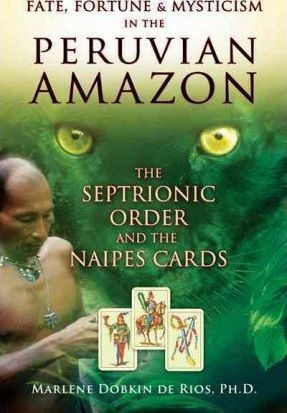 FATE, FORTUNE & MYSTICISM
IN THE
PERUVIAN
AMAZON
THE
SEPTRIONIC
ORDER
AND THE
NAIPES CARDS
MARLENE DOBKIN DE RIOS, PH.D.